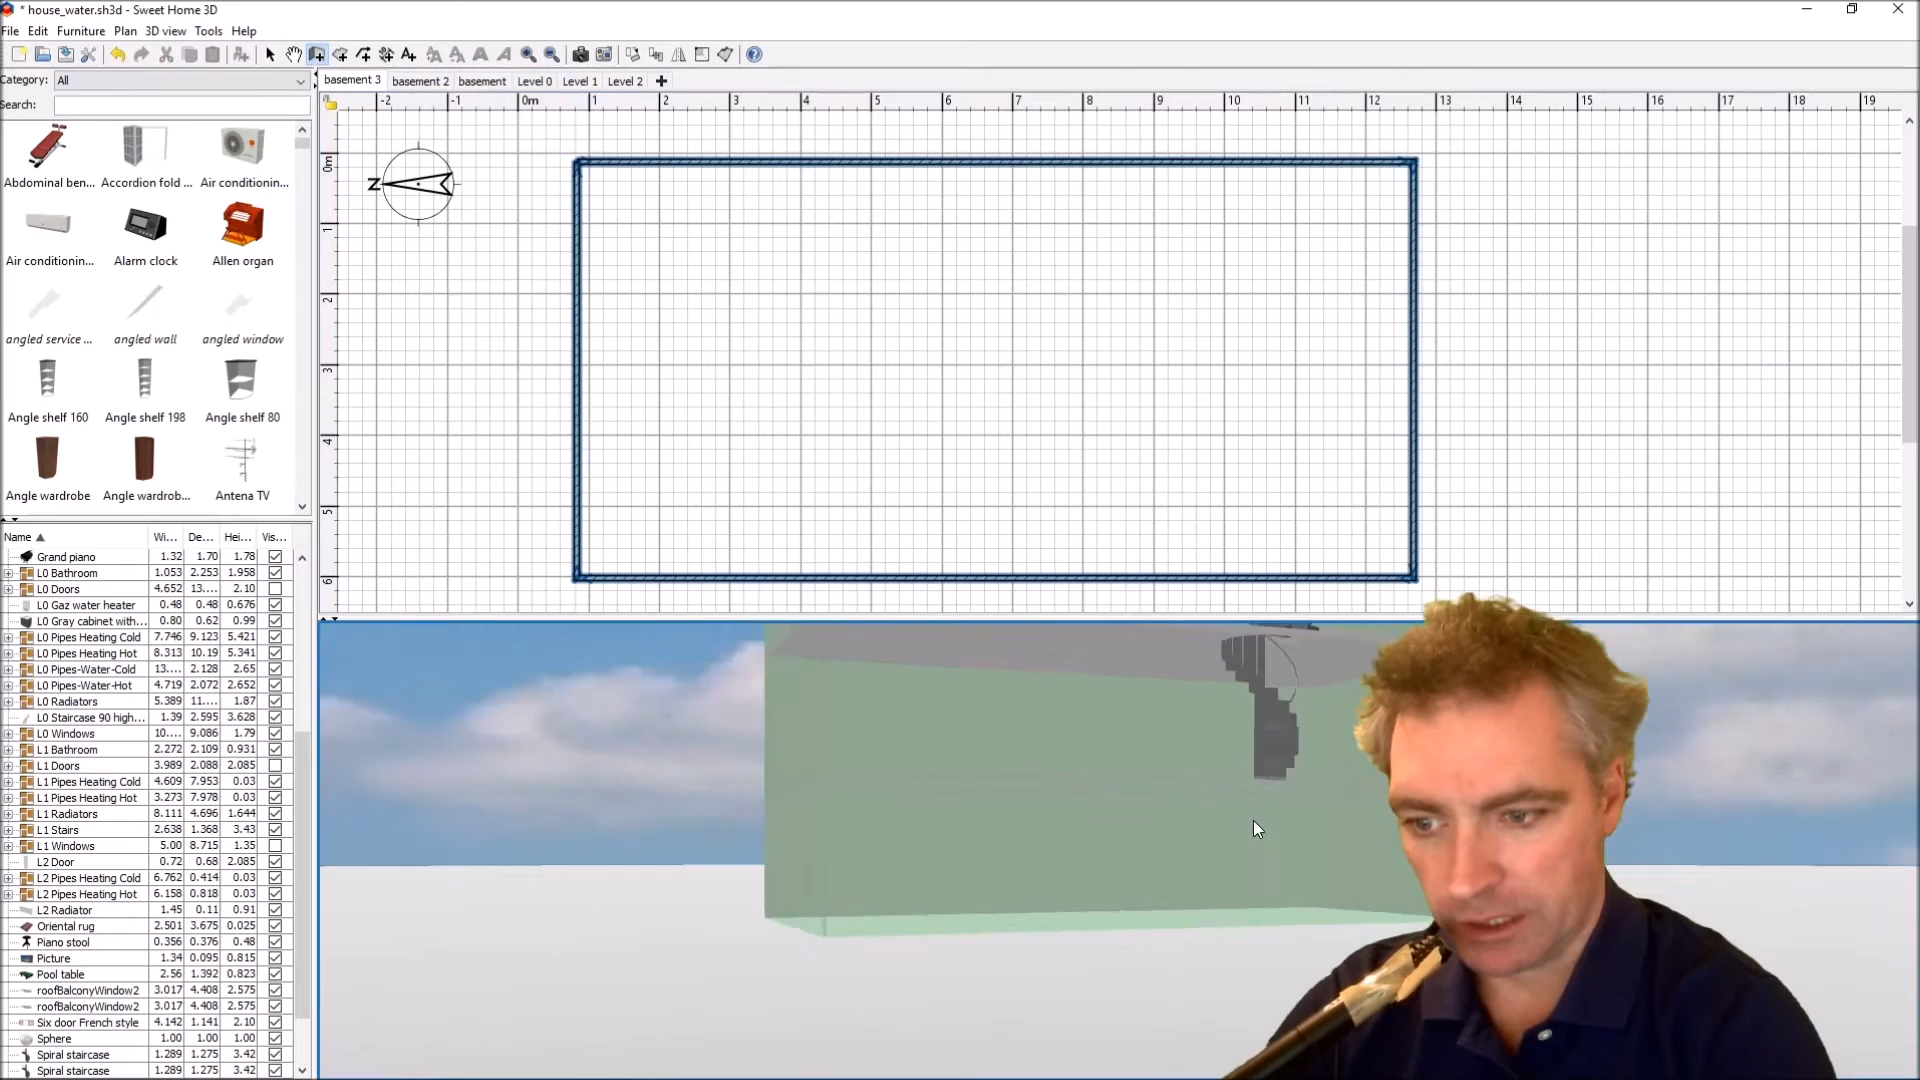 * house_water.sh3d - Sweet Home 3D
File Edit Furniture Plan 3D view Tools Help
Category: All
Search:
basement 3 basement 2 basement Level 0 Level 1 Level 2
-2 -1 0m 1 2 3 4 5 6 7 8 9 10 11 12 13 14 15 16 17 18 19
0m
1
2
3
4
5
6
Z
Abdominal ben... Accordion fold ... Air conditionin...
Air conditionin... Alarm clock Allen organ
angled service ... angled wall angled window
Angle shelf 160 Angle shelf 198 Angle shelf 80
Angle wardrobe Angle wardrob... Antena TV
Name Wi... De... Hei... Vis...
Grand piano 1.32 1.70 1.78
L0 Bathroom 1.053 2.253 1.958
L0 Doors 4.652 13.... 2.10
L0 Gaz water heater 0.48 0.48 0.676
L0 Gray cabinet with... 0.80 0.62 0.99
L0 Pipes Heating Cold 7.746 9.123 5.421
L0 Pipes Heating Hot 8.313 10.19 5.341
L0 Pipes-Water-Cold 13.... 2.128 2.65
L0 Pipes-Water-Hot 4.719 2.072 2.652
L0 Radiators 5.389 11.... 1.87
L0 Staircase 90 high... 1.39 2.595 3.628
L0 Windows 10.... 9.086 1.79
L1 Bathroom 2.272 2.109 0.931
L1 Doors 3.989 2.088 2.085
L1 Pipes Heating Cold 4.609 7.953 0.03
L1 Pipes Heating Hot 3.273 7.978 0.03
L1 Radiators 8.111 4.696 1.644
L1 Stairs 2.638 1.368 3.43
L1 Windows 5.00 8.715 1.35
L2 Door 0.72 0.68 2.085
L2 Pipes Heating Cold 6.762 0.414 0.03
L2 Pipes Heating Hot 6.158 0.818 0.03
L2 Radiator 1.45 0.11 0.91
Oriental rug 2.501 3.675 0.025
Piano stool 0.356 0.376 0.48
Picture 1.34 0.095 0.815
Pool table 2.56 1.392 0.823
roofBalconyWindow2 3.017 4.408 2.575
roofBalconyWindow2 3.017 4.408 2.575
Six door French style 4.142 1.141 2.10
Sphere 1.00 1.00 1.00
Spiral staircase 1.289 1.275 3.42
Spiral staircase 1.289 1.275 3.42